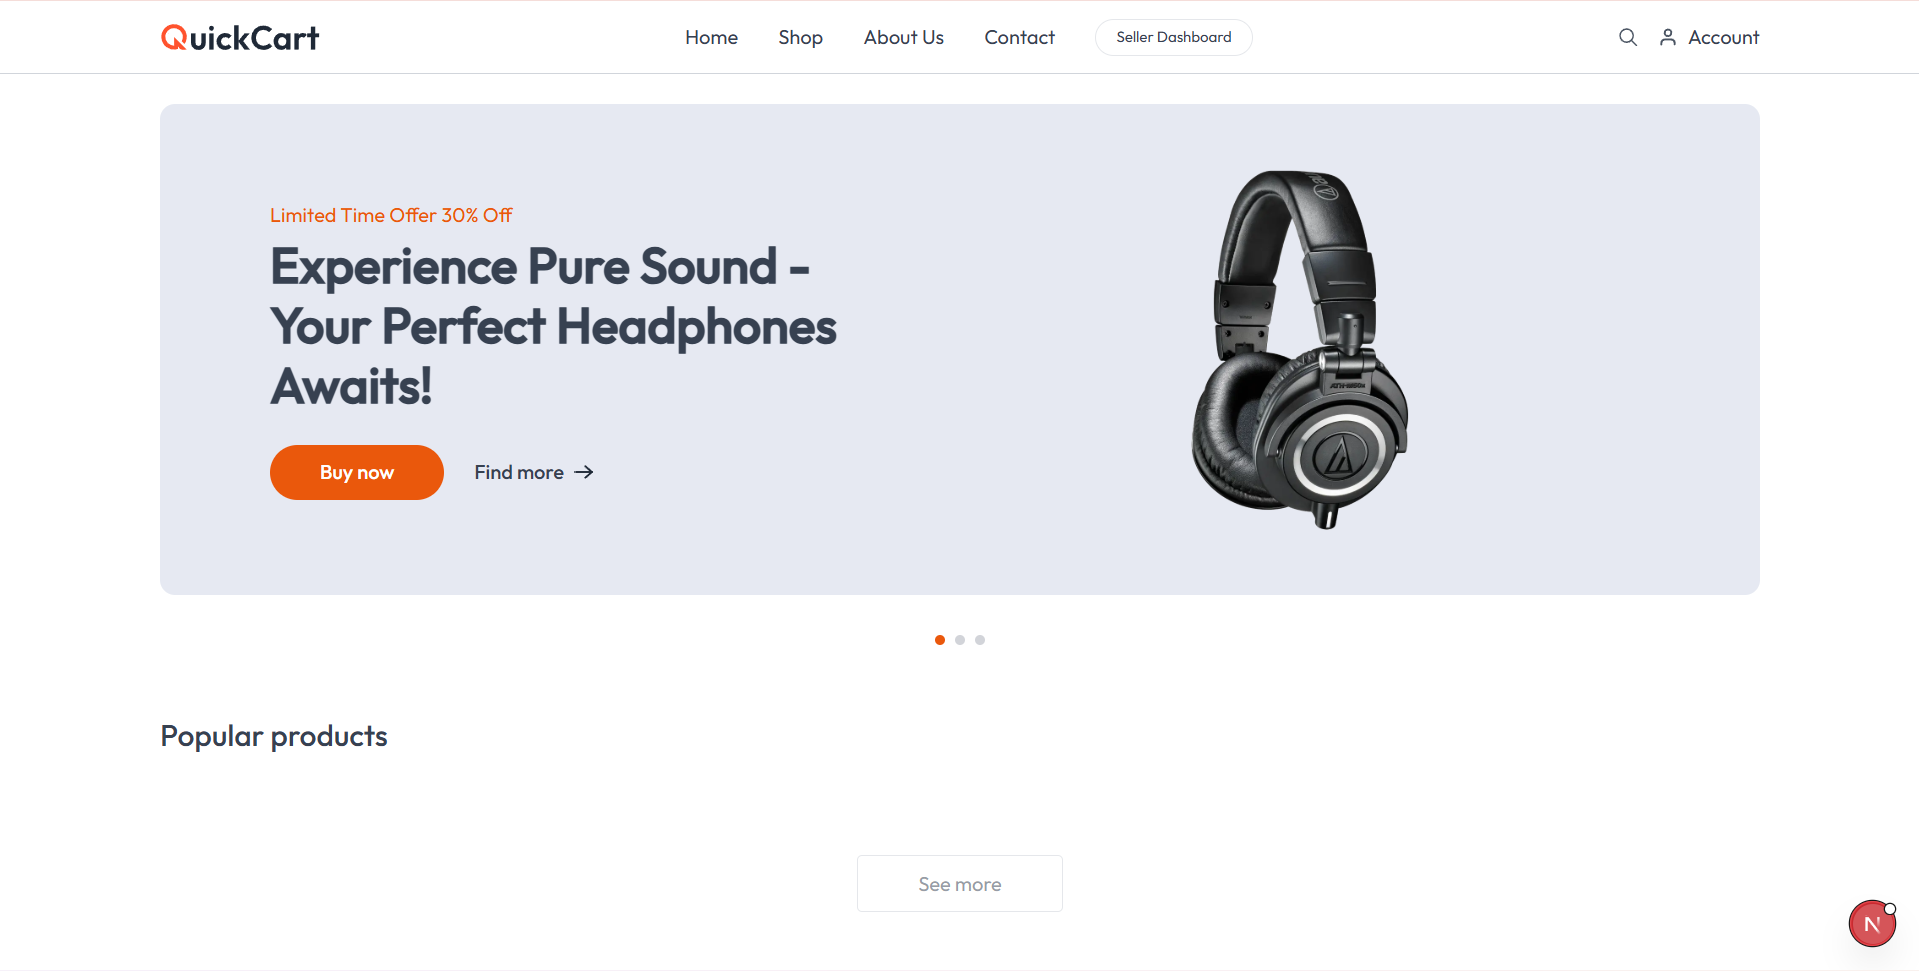 QuickCart
Home
Shop
About Us
Contact
Seller Dashboard
Account
Limited Time Offer 30% Off
Experience Pure Sound -
Your Perfect Headphones
Awaits!
Buy now
Find more →
Popular products
See more
N